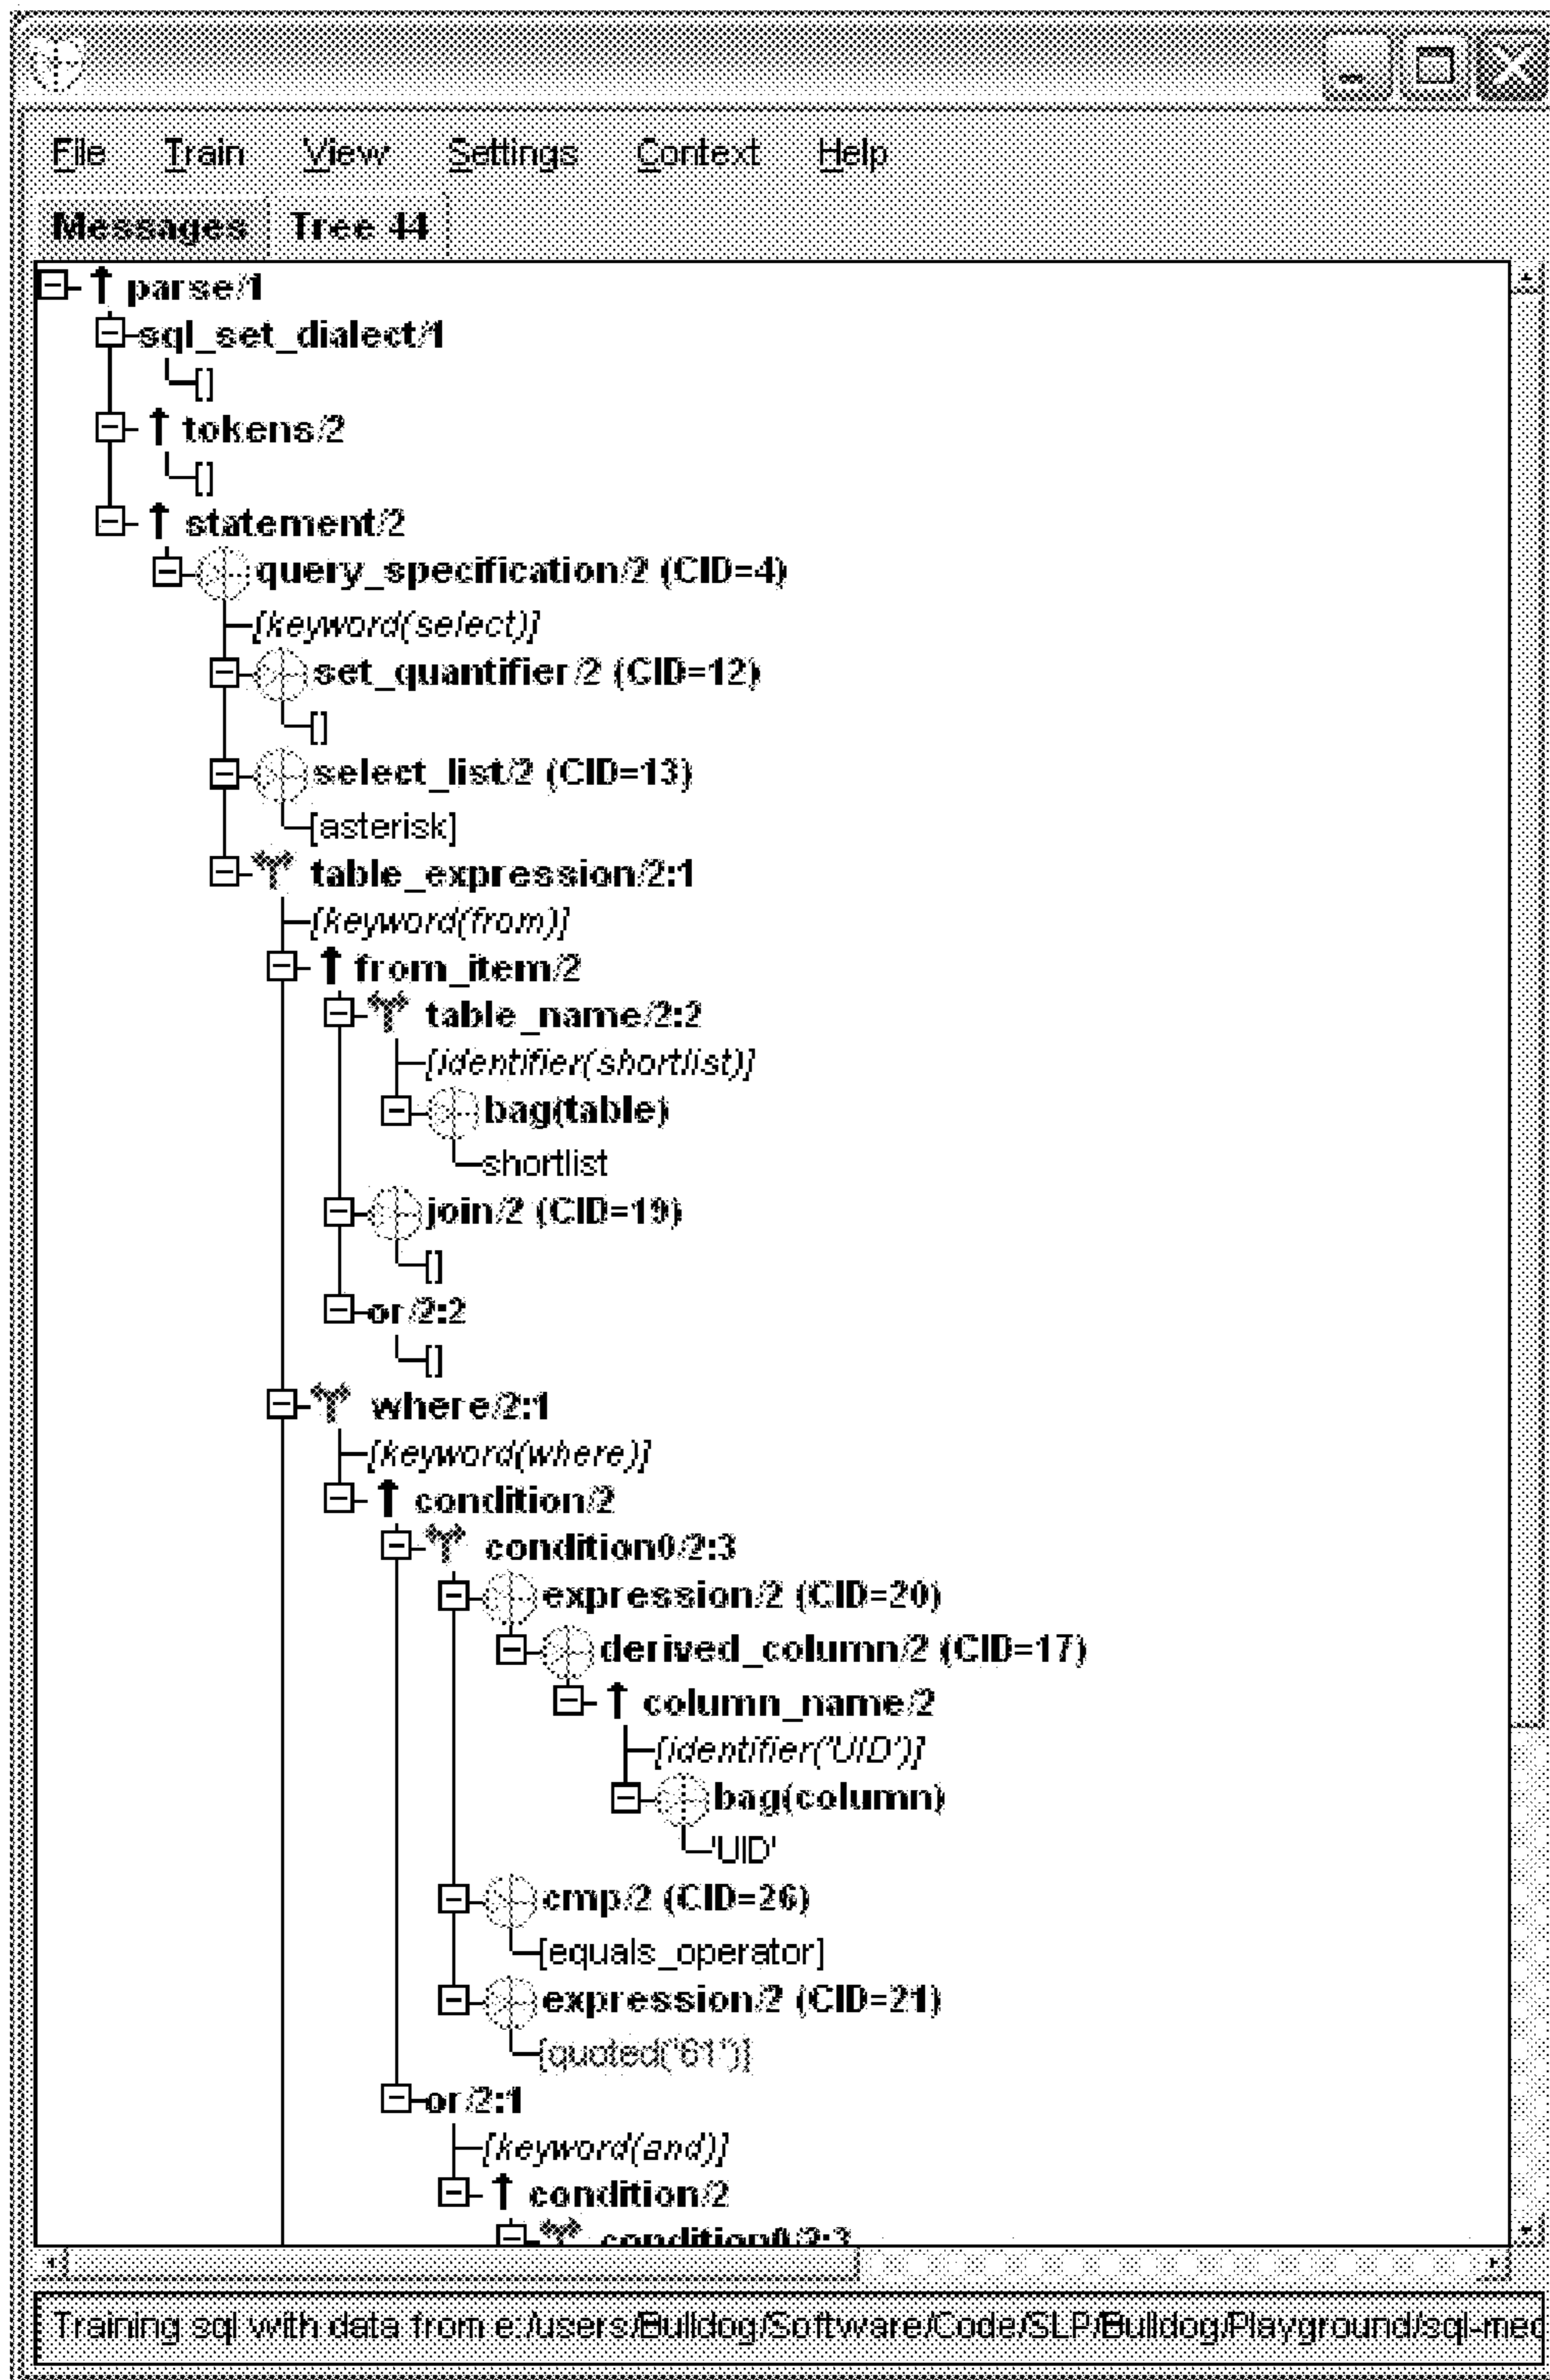 File Train View Settings Context Help
Messages Tree 44
parse/1
sql_set_dialect/1
[]
tokens/2
[]
statement/2
query_specification/2 (CID=4)
[keyword(select)]
set_quantifier/2 (CID=12)
[]
select_list/2 (CID=13)
[asterisk]
table_expression/2:1
[keyword(from)]
from_item/2
table_name/2:2
[identifier(shortlist)]
bag(table)
shortlist
join/2 (CID=19)
[]
or/2:2
[]
where/2:1
[keyword(where)]
condition/2
condition0/2:3
expression/2 (CID=20)
derived_column/2 (CID=17)
column_name/2
[identifier('UID')]
bag(column)
'UID'
cmp/2 (CID=26)
[equals_operator]
expression/2 (CID=21)
[quoted("61")]
or/2:1
[keyword(and)]
condition/2
condition0/2:3
Training sql with data from e:/users/Bulldog/Software/Code/SLP/Bulldog/Playground/sql-med